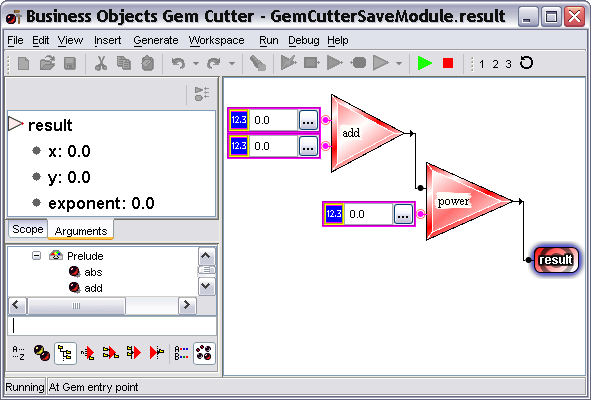 Business Objects Gem Cutter - GemCutterSaveModule.result
File Edit View Insert Generate Workspace Run Debug Help
1 2 3
result
x: 0.0
y: 0.0
exponent: 0.0
Scope Arguments
Prelude
abs
add
A...
...Z
A...
B...
12.3 0.0 ...
12.3 0.0 ...
add
12.3 0.0 ...
power
result
Running At Gem entry point